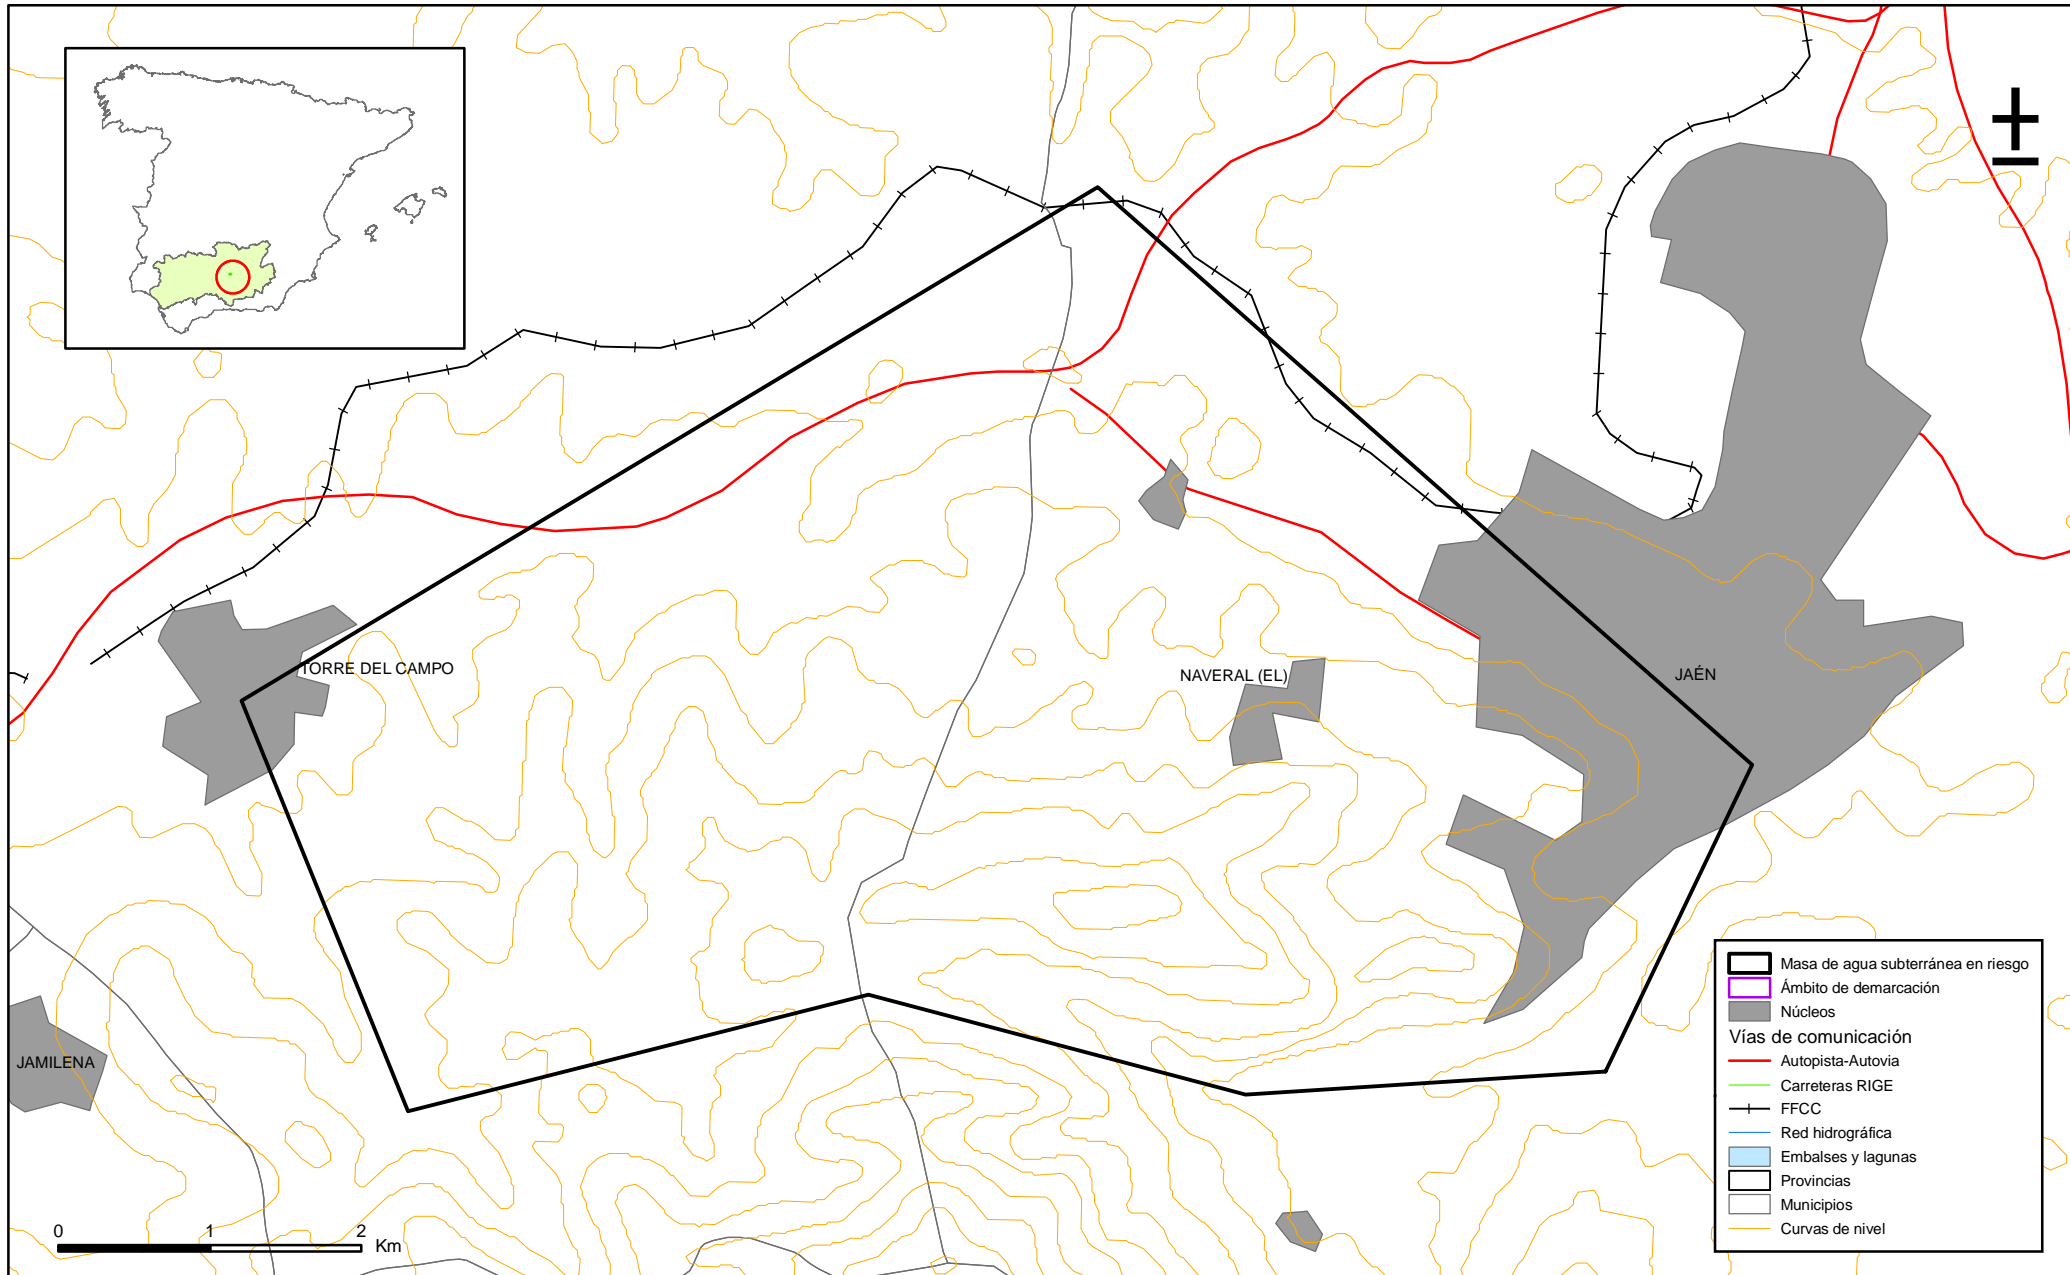 TORRE DEL CAMPO
NAVERAL (EL)
JAÉN
JAMILENA
Masa de agua subterránea en riesgo
Ámbito de demarcación
Núcleos
Vías de comunicación
Autopista-Autovia
Carreteras RIGE
FFCC
Red hidrográfica
Embalses y lagunas
Provincias
Municipios
Curvas de nivel
0 1 2
Km